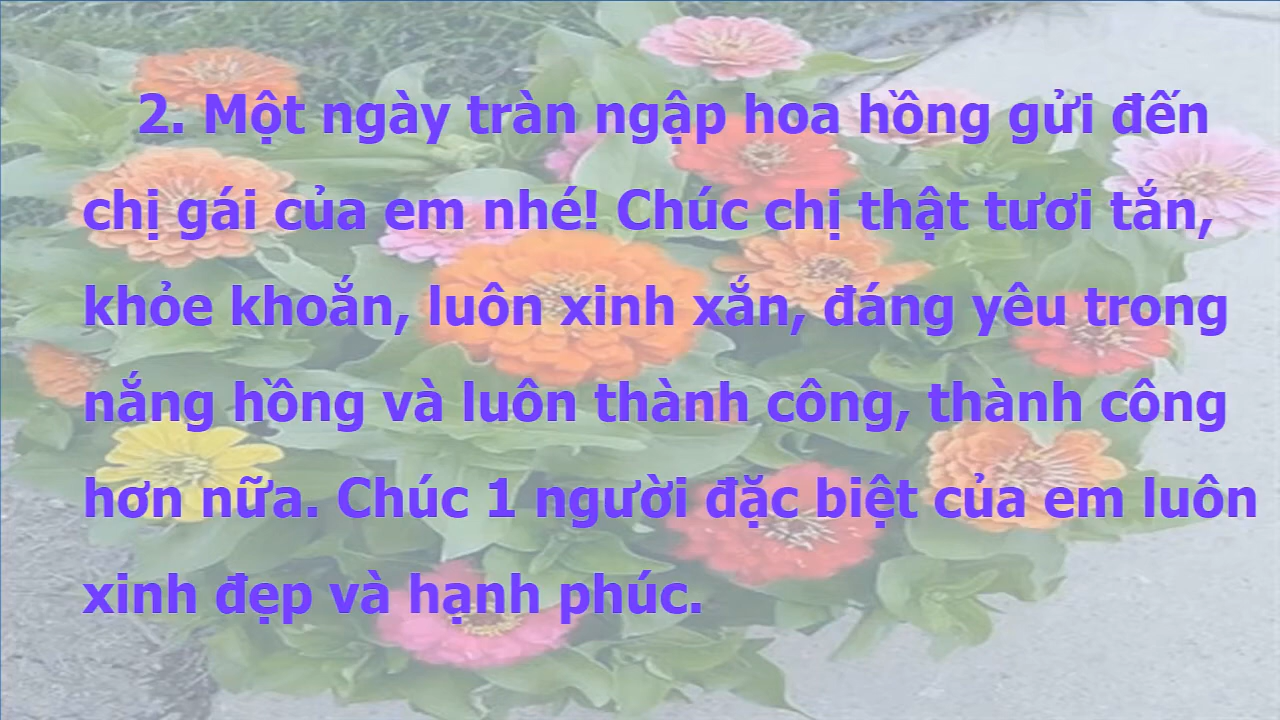 2. Một ngày tràn ngập hoa hồng gửi đến
chị gái của em nhé! Chúc chị thật tươi tắn,
khỏe khoắn, luôn xinh xắn, đáng yêu trong
nắng hồng và luôn thành công, thành công
hơn nữa. Chúc 1 người đặc biệt của em luôn
xinh đẹp và hạnh phúc.